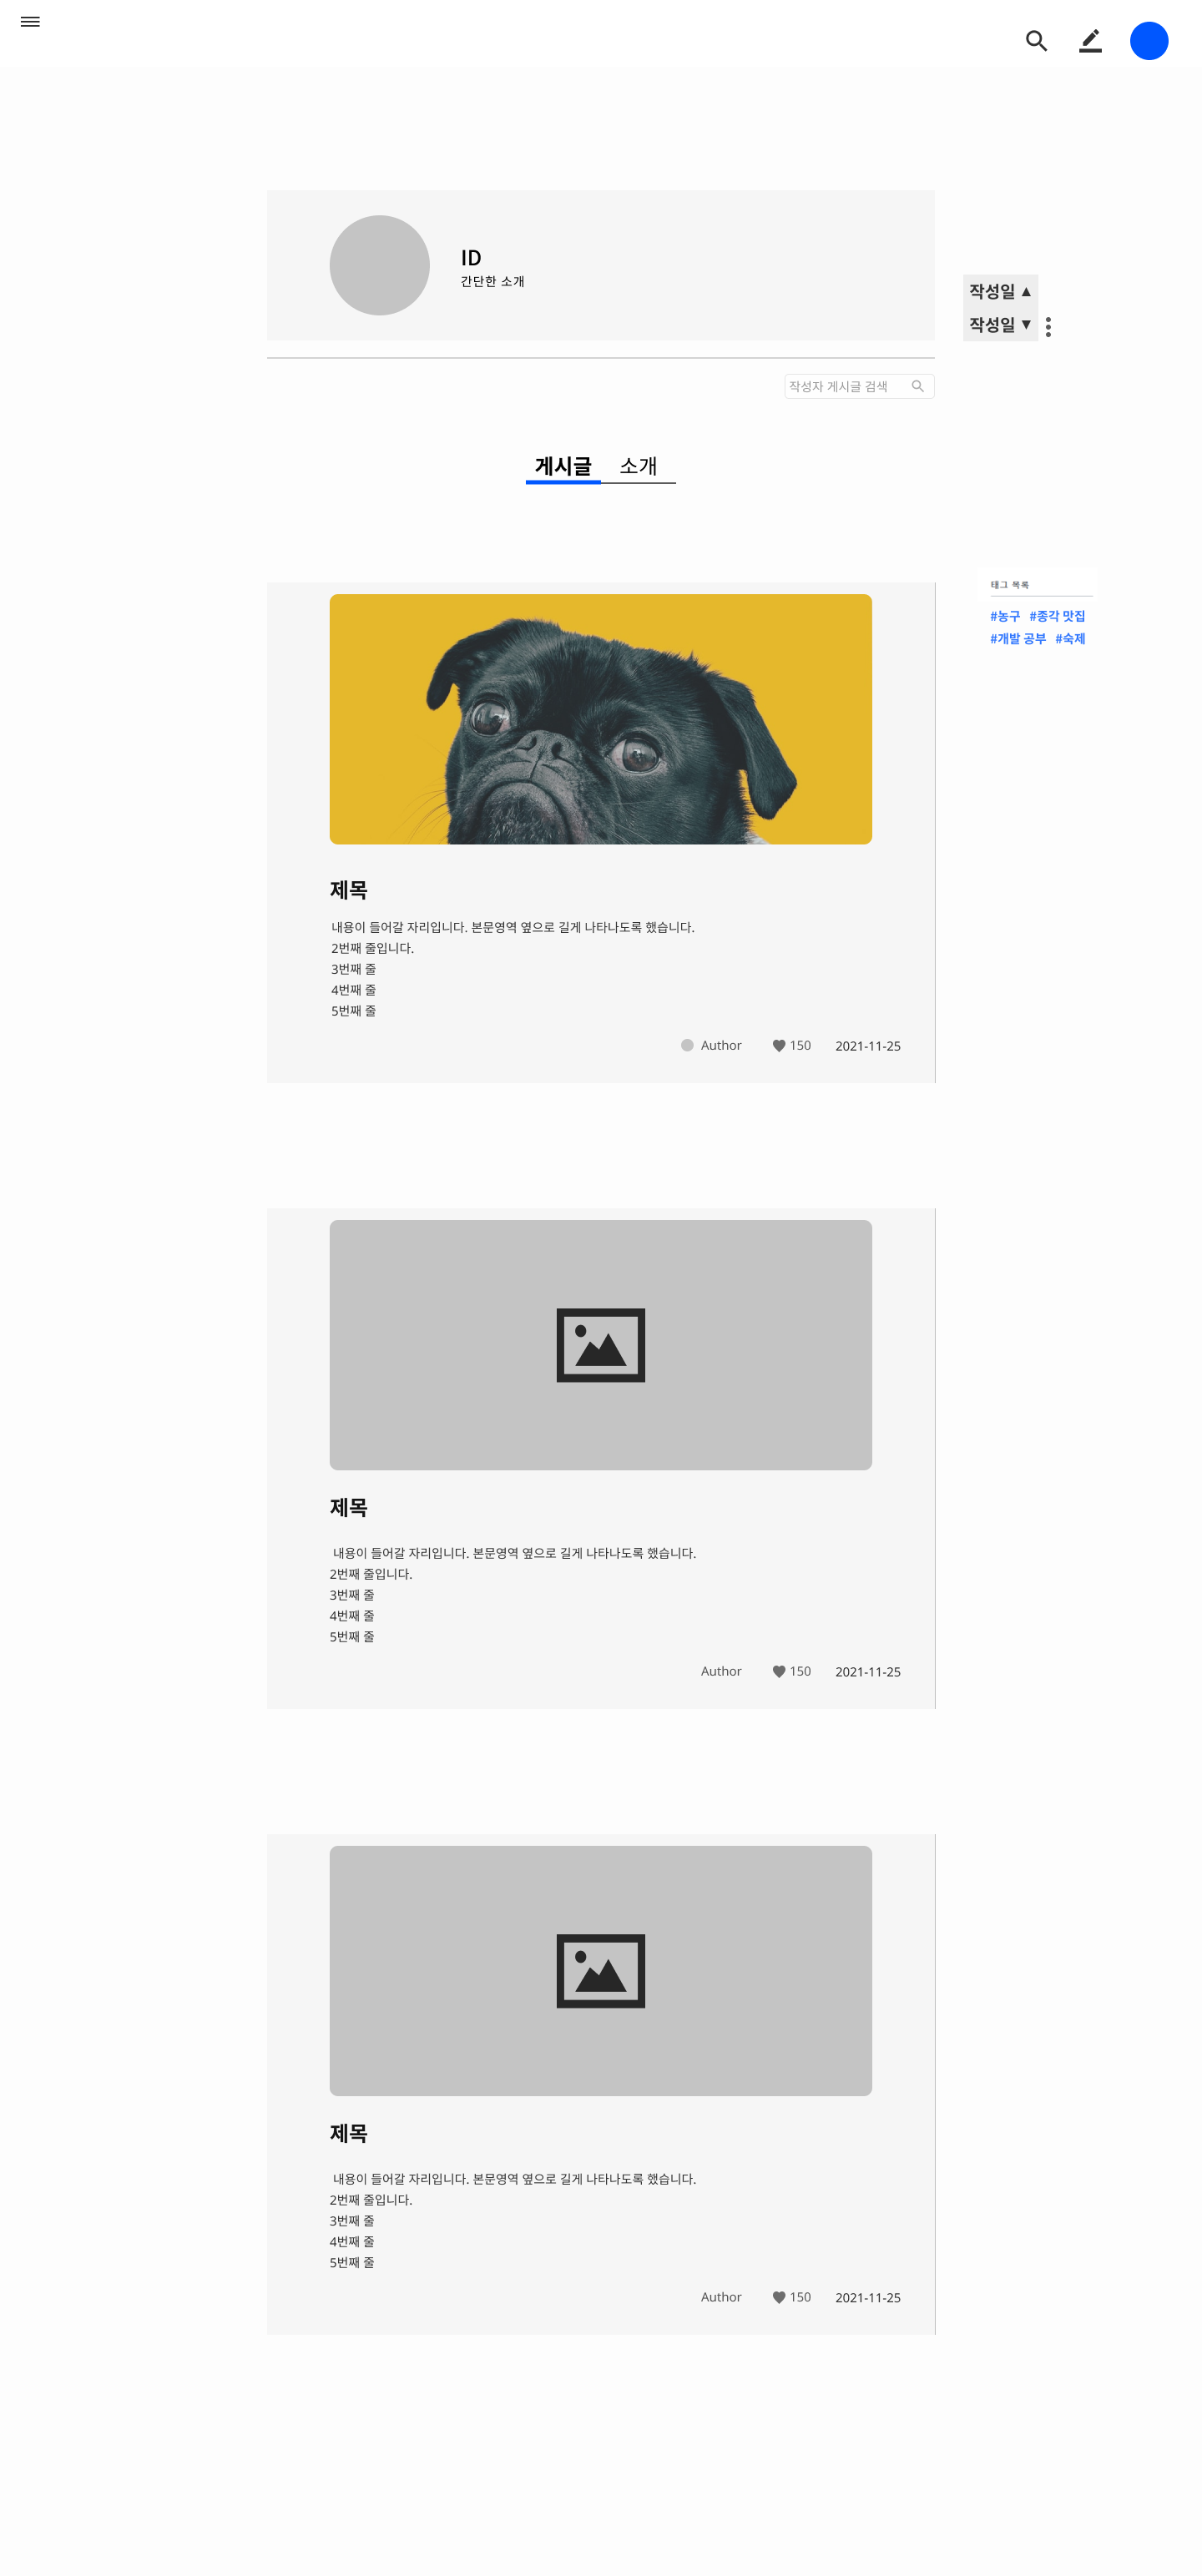 ID
간단한 소개
작성일 ▲
작성일 ▼
작성자 게시글 검색
게시글 소개
태그 목록
#농구 #종각 맛집
#개발 공부 #숙제
제목
내용이 들어갈 자리입니다. 본문영역 옆으로 길게 나타나도록 했습니다.
2번째 줄입니다.
3번째 줄
4번째 줄
5번째 줄
Author 150 2021-11-25
제목
내용이 들어갈 자리입니다. 본문영역 옆으로 길게 나타나도록 했습니다.
2번째 줄입니다.
3번째 줄
4번째 줄
5번째 줄
Author 150 2021-11-25
제목
내용이 들어갈 자리입니다. 본문영역 옆으로 길게 나타나도록 했습니다.
2번째 줄입니다.
3번째 줄
4번째 줄
5번째 줄
Author 150 2021-11-25